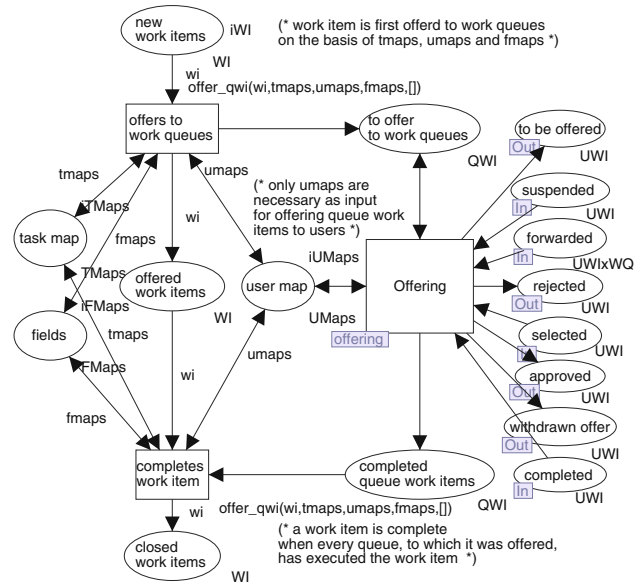 new
work items
iWI
WI
(* work item is first offerd to work queues
on the basis of tmaps, umaps and fmaps *)
wi
offer_qwi(wi,tmaps,umaps,fmaps,[])
offers to
work queues
to offer
to work queues
QWI
to be offered
Out
UWI
tmaps
umaps
(* only umaps are
necessary as input
for offering queue work
items to users *)
suspended
In
UWI
iTMaps
wi
task map
fmaps
TMaps
forwarded
In
UWIxWQ
iUMaps
offered
work items
WI
user map
Offering
rejected
Out
UWI
iFMaps
UMaps
offering
fields
tmaps
FMaps
selected
In
UWI
umaps
wi
approved
Out
UWI
fmaps
withdrawn offer
Out
UWI
completes
work item
completed
queue work items
QWI
completed
In
UWI
wi
offer_qwi(wi,tmaps,umaps,fmaps,[])
closed
work items
WI
(* a work item is complete
when every queue, to which it was offered,
has executed the work item *)